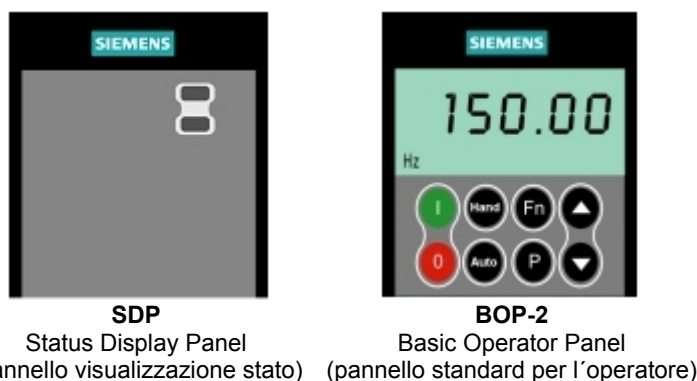 SIEMENS
SIEMENS
150.00
Hz
I Hand Fn
0 Auto P
SDP
BOP-2
Status Display Panel
Basic Operator Panel
visualizzazione stato)
(pannello standard per l´operatore)